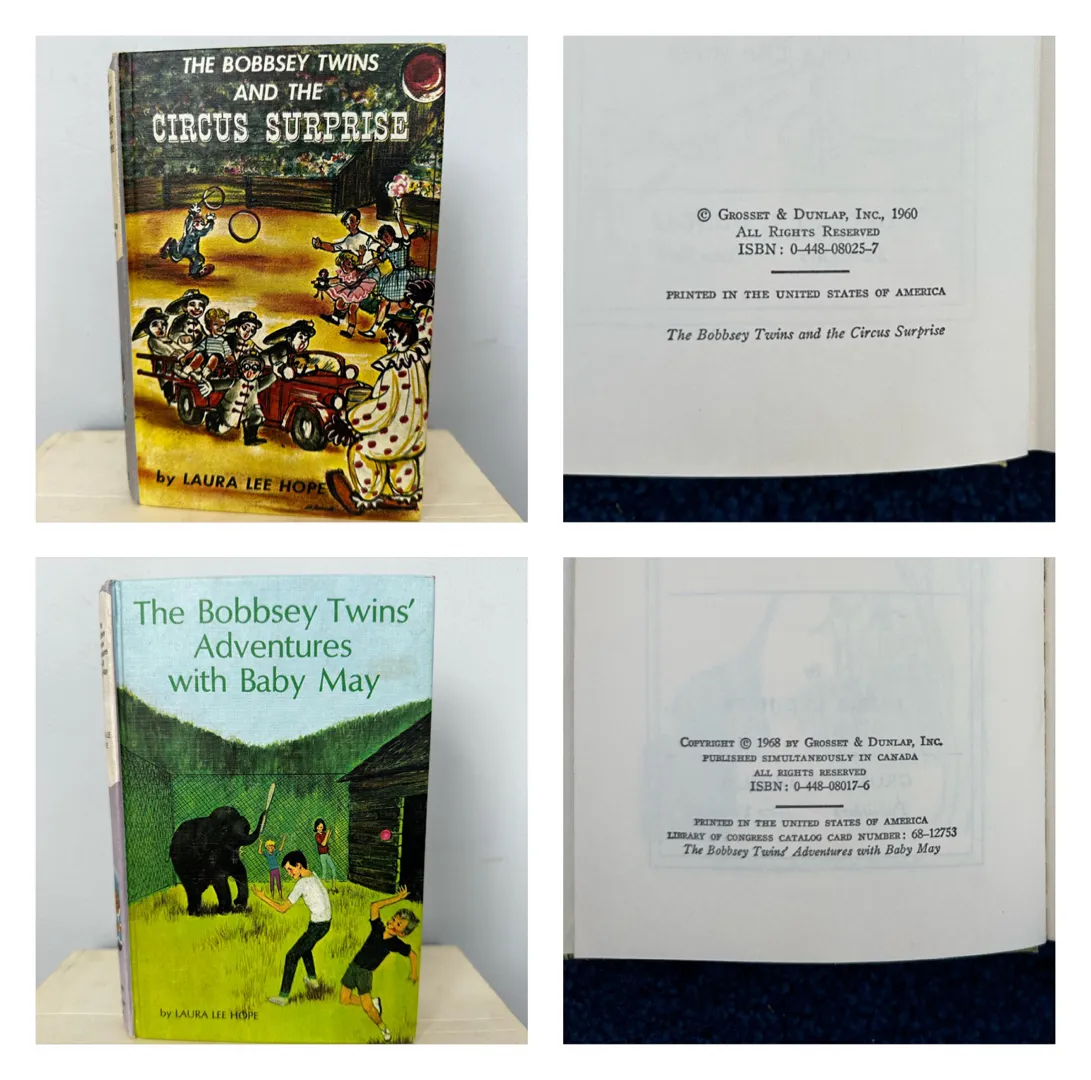 THE BOBBSEY TWINS
AND THE
CIRCUS SURPRISE
by LAURA LEE HOPE
© GROSSET & DUNLAP, INC., 1960
ALL RIGHTS RESERVED
ISBN: 0-448-08025-7
PRINTED IN THE UNITED STATES OF AMERICA
The Bobbsey Twins and the Circus Surprise
The Bobbsey Twins'
Adventures
with Baby May
by LAURA LEE HOPE
COPYRIGHT © 1968 BY GROSSET & DUNLAP, INC.
PUBLISHED SIMULTANEOUSLY IN CANADA
ALL RIGHTS RESERVED
ISBN: 0-448-08017-6
PRINTED IN THE UNITED STATES OF AMERICA
LIBRARY OF CONGRESS CATALOG CARD NUMBER: 68-12753
The Bobbsey Twins' Adventures with Baby May